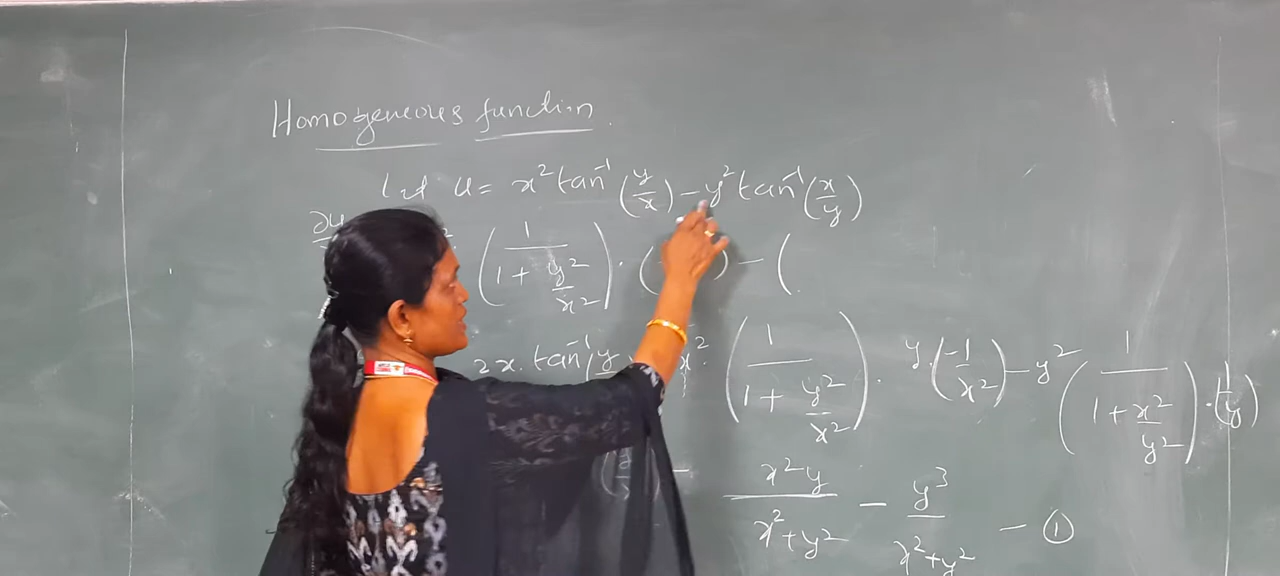 Homogeneous function.
Let u = x² tan⁻¹ (y/x) − y² tan⁻¹ (x/y)
∂u ² (1/(1 + y²/x²)) · ( ) − (
2x. tan⁻¹ (y x². (1/(1 + y²/x²)) . y. (−1/x²) − y² (1/(1 + x²/y²)) · (1/y)
− x²y/(x²+y²) − y³/(x²+y²) − ①